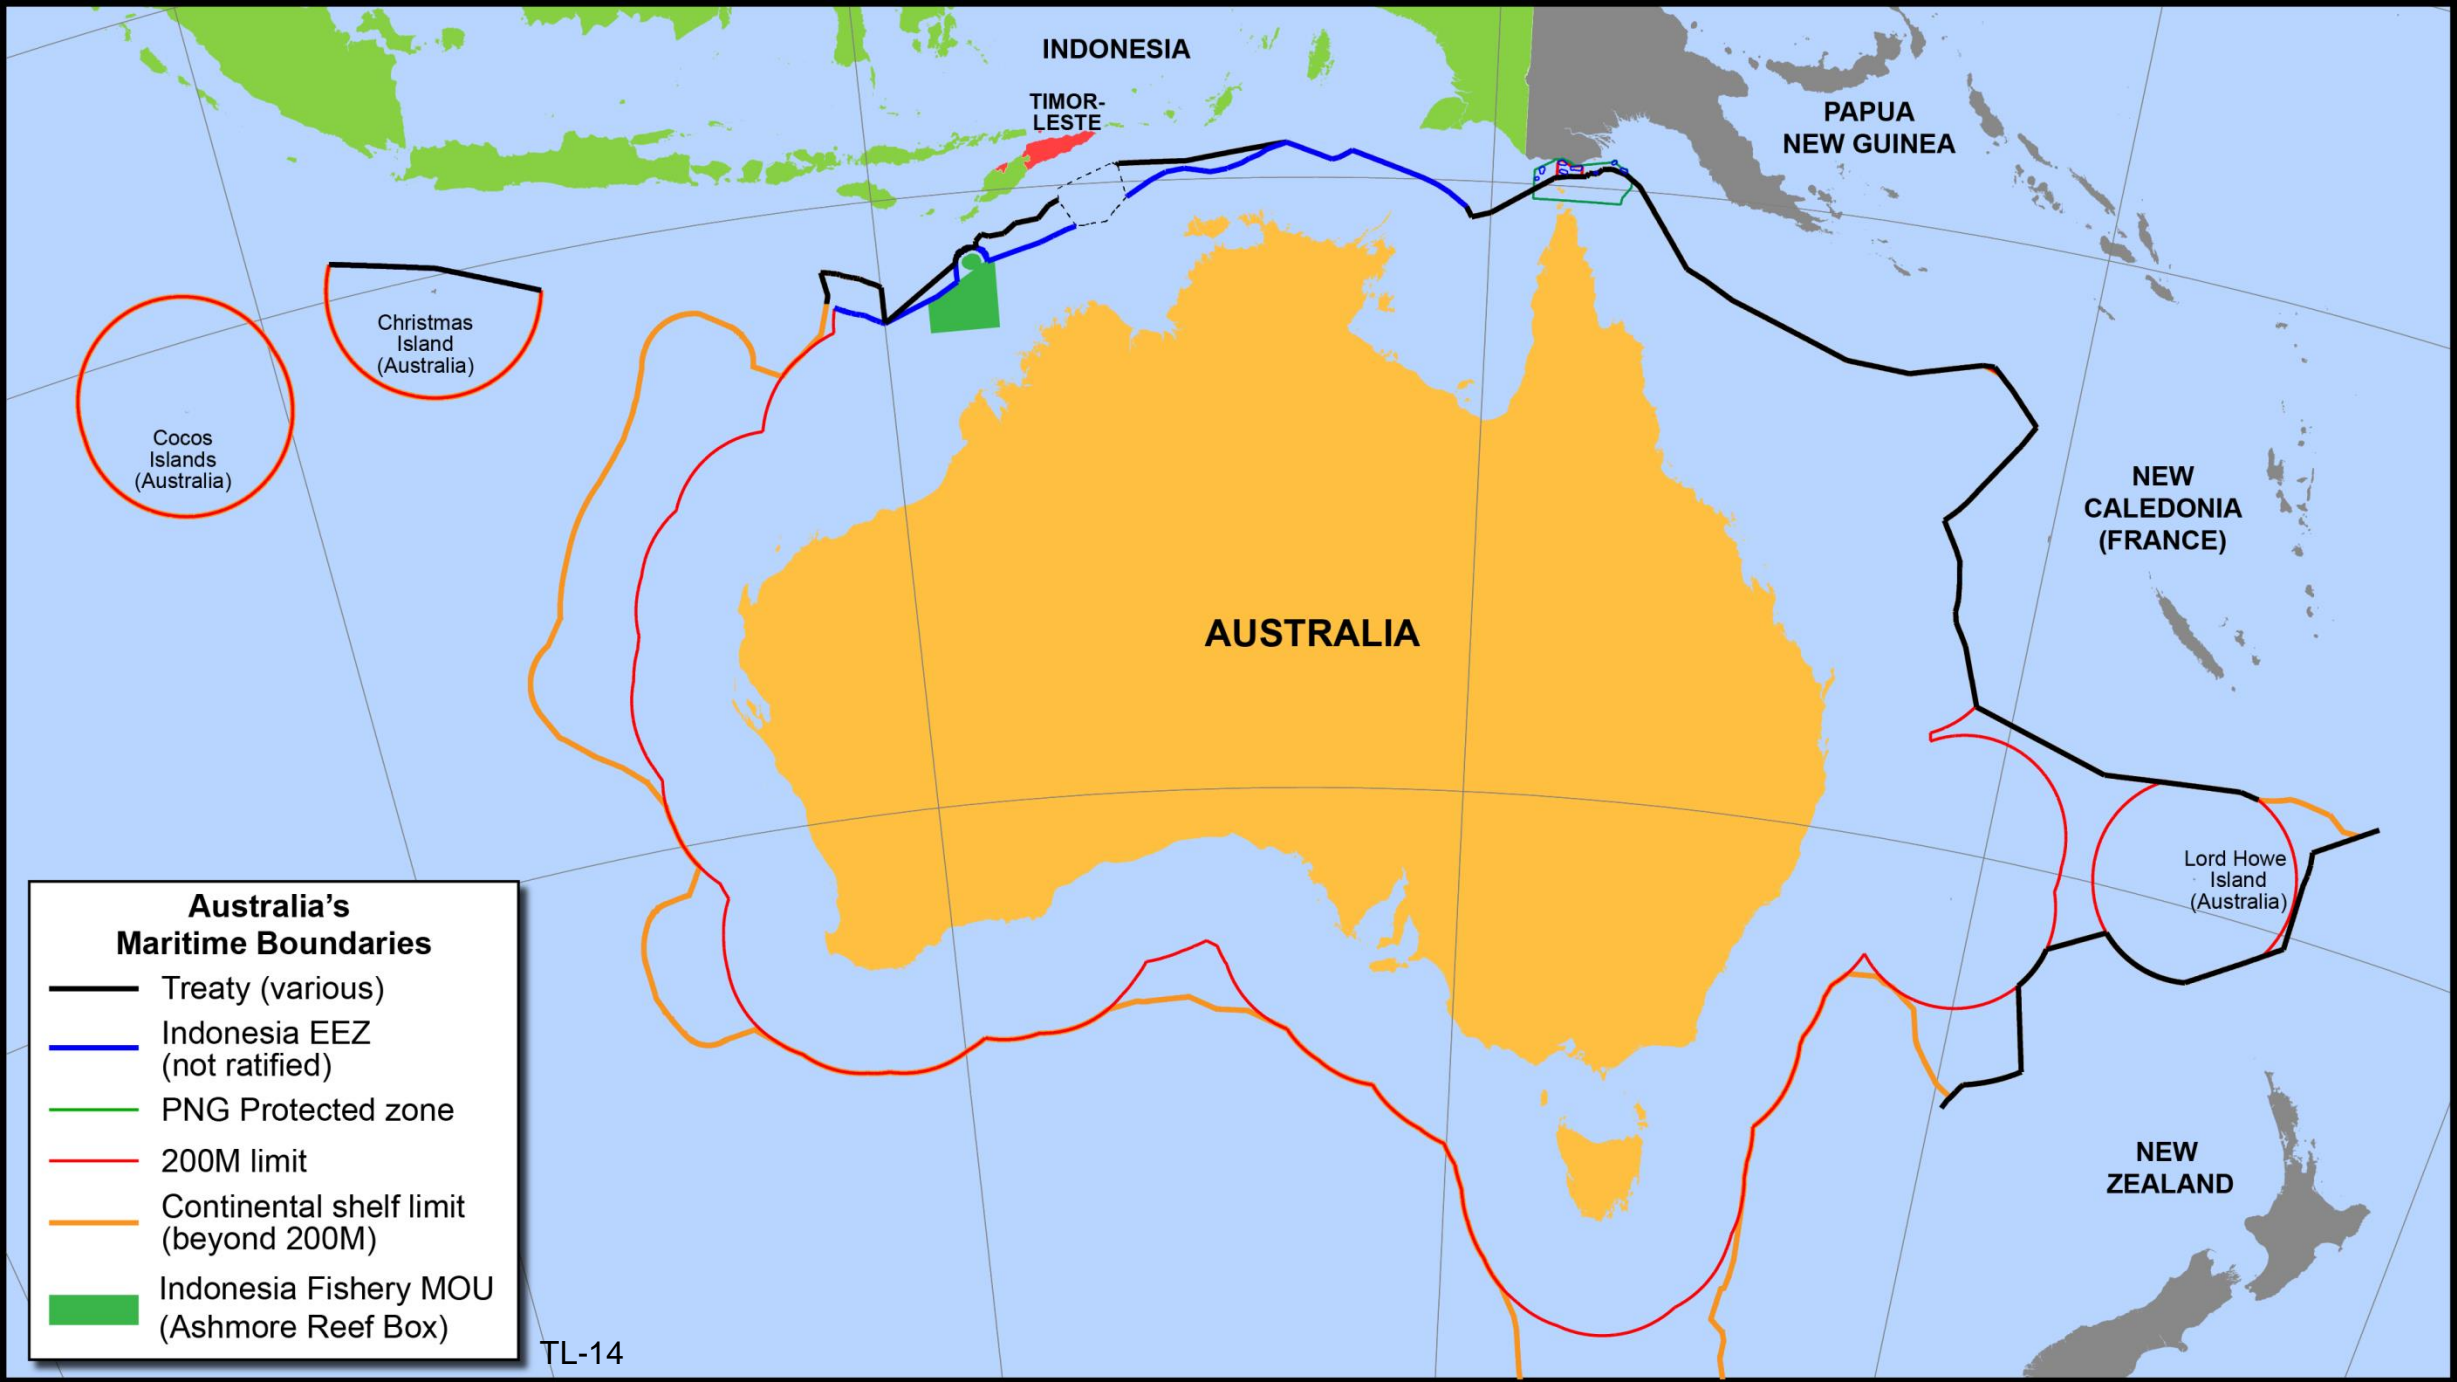 INDONESIA
TIMOR-
LESTE
PAPUA
NEW GUINEA
Christmas
Island
(Australia)
Cocos
Islands
(Australia)
NEW
CALEDONIA
(FRANCE)
AUSTRALIA
Lord Howe
Island
(Australia)
NEW
ZEALAND
Australia’s
Maritime Boundaries
Treaty (various)
Indonesia EEZ
(not ratified)
PNG Protected zone
200M limit
Continental shelf limit
(beyond 200M)
Indonesia Fishery MOU
(Ashmore Reef Box)
TL-14